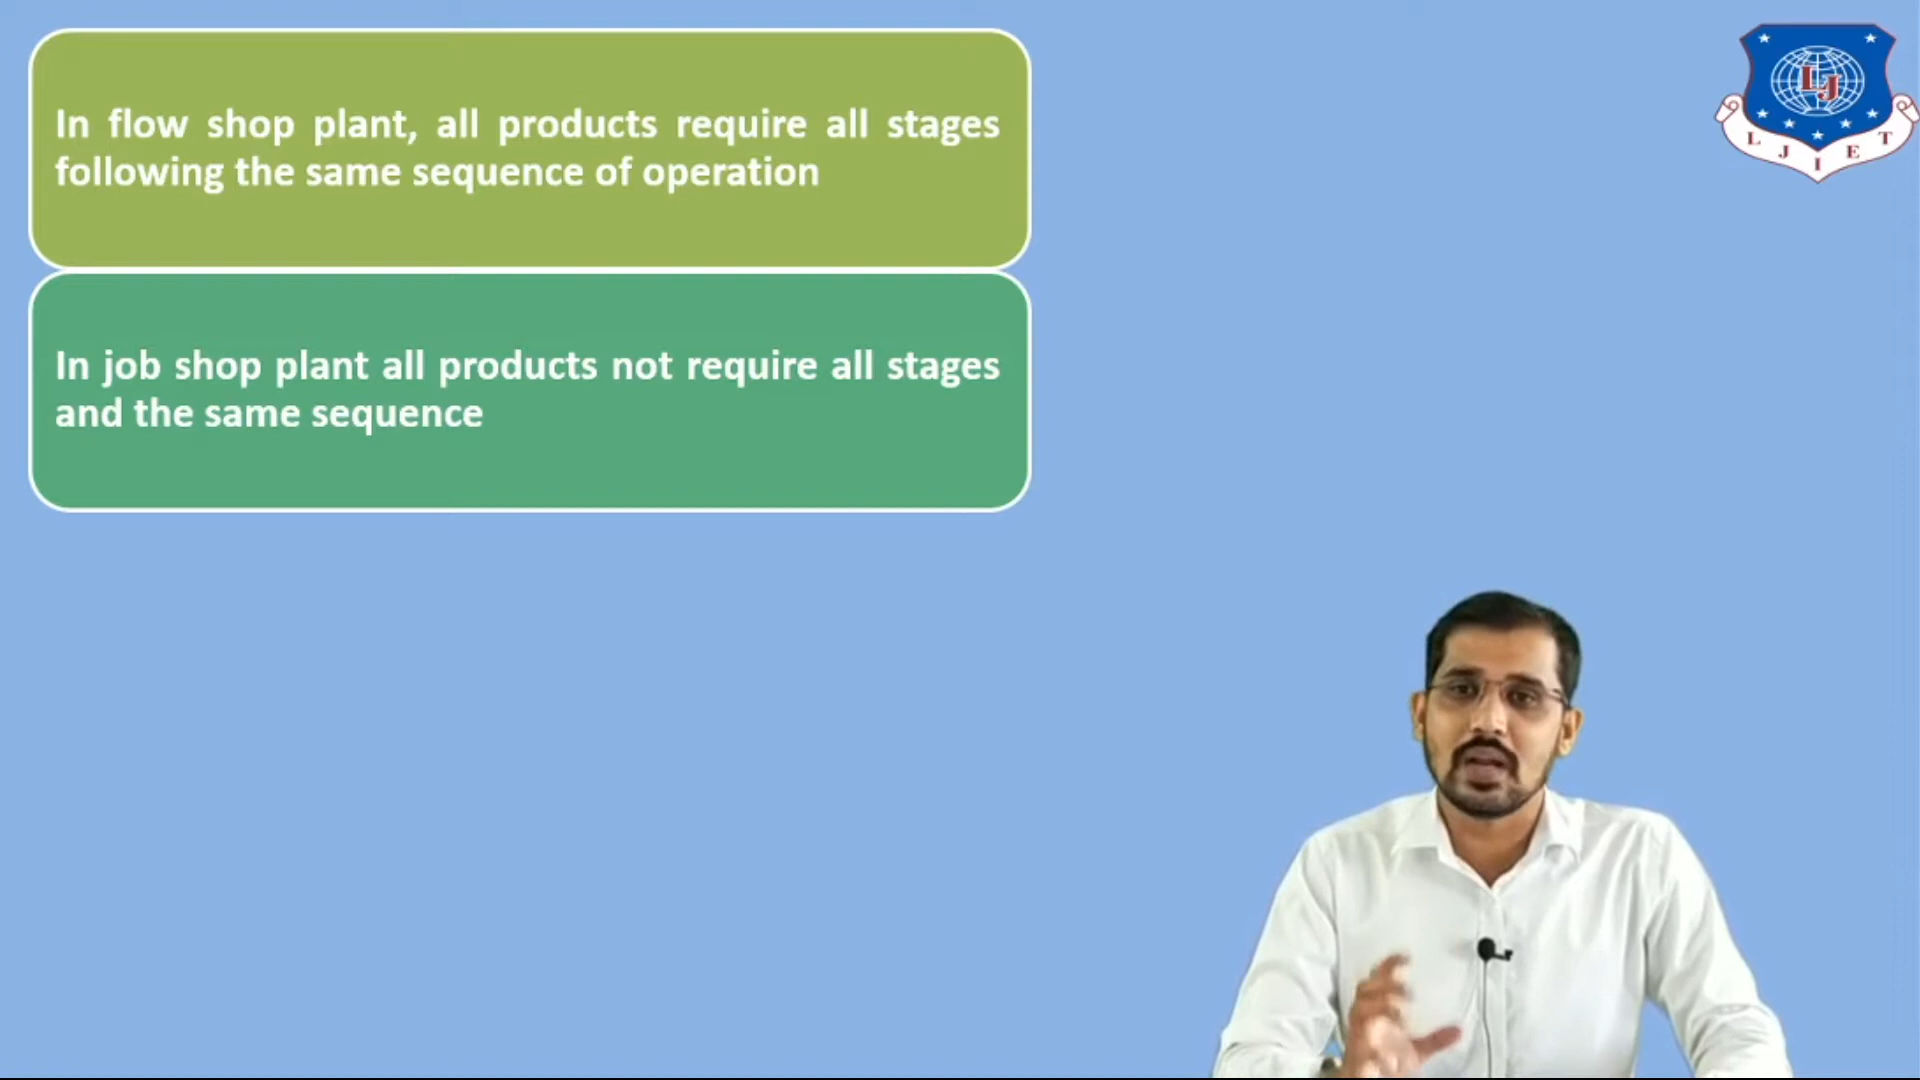 In flow shop plant, all products require all stages
following the same sequence of operation
In job shop plant all products not require all stages
and the same sequence
LJ
L J I E T